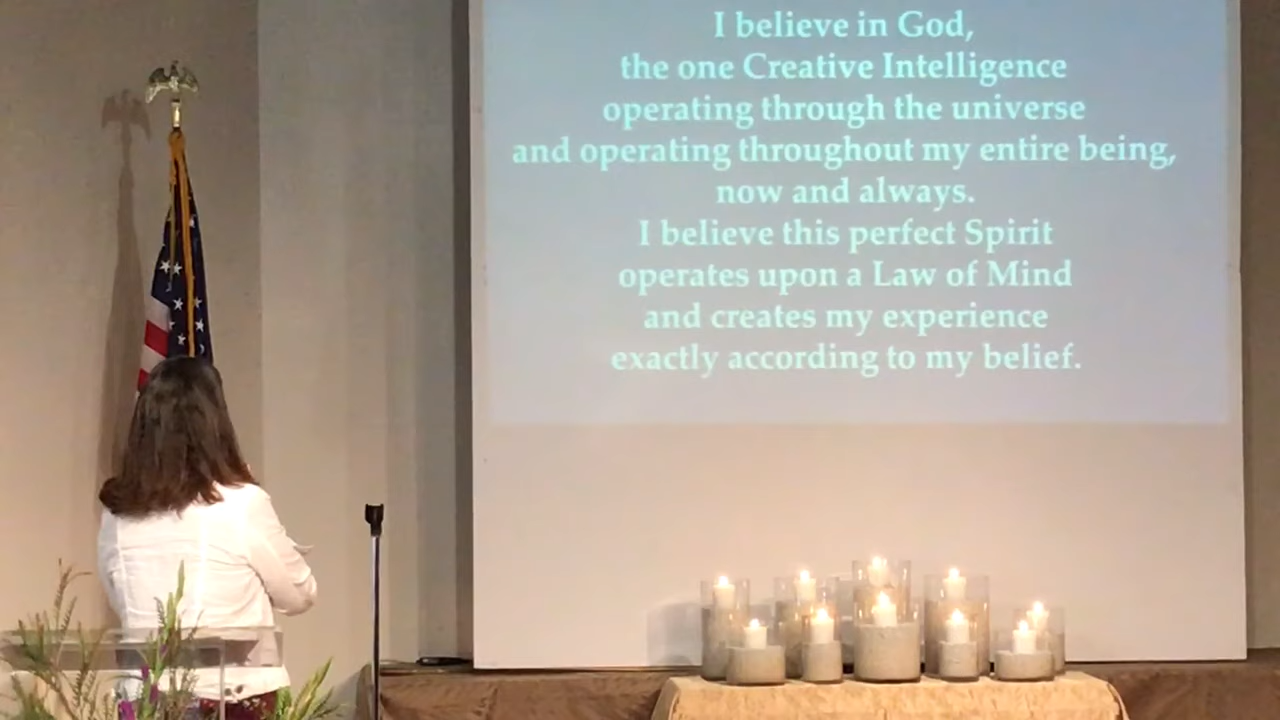 I believe in God,
the one Creative Intelligence
operating through the universe
and operating throughout my entire being,
now and always.
I believe this perfect Spirit
operates upon a Law of Mind
and creates my experience
exactly according to my belief.